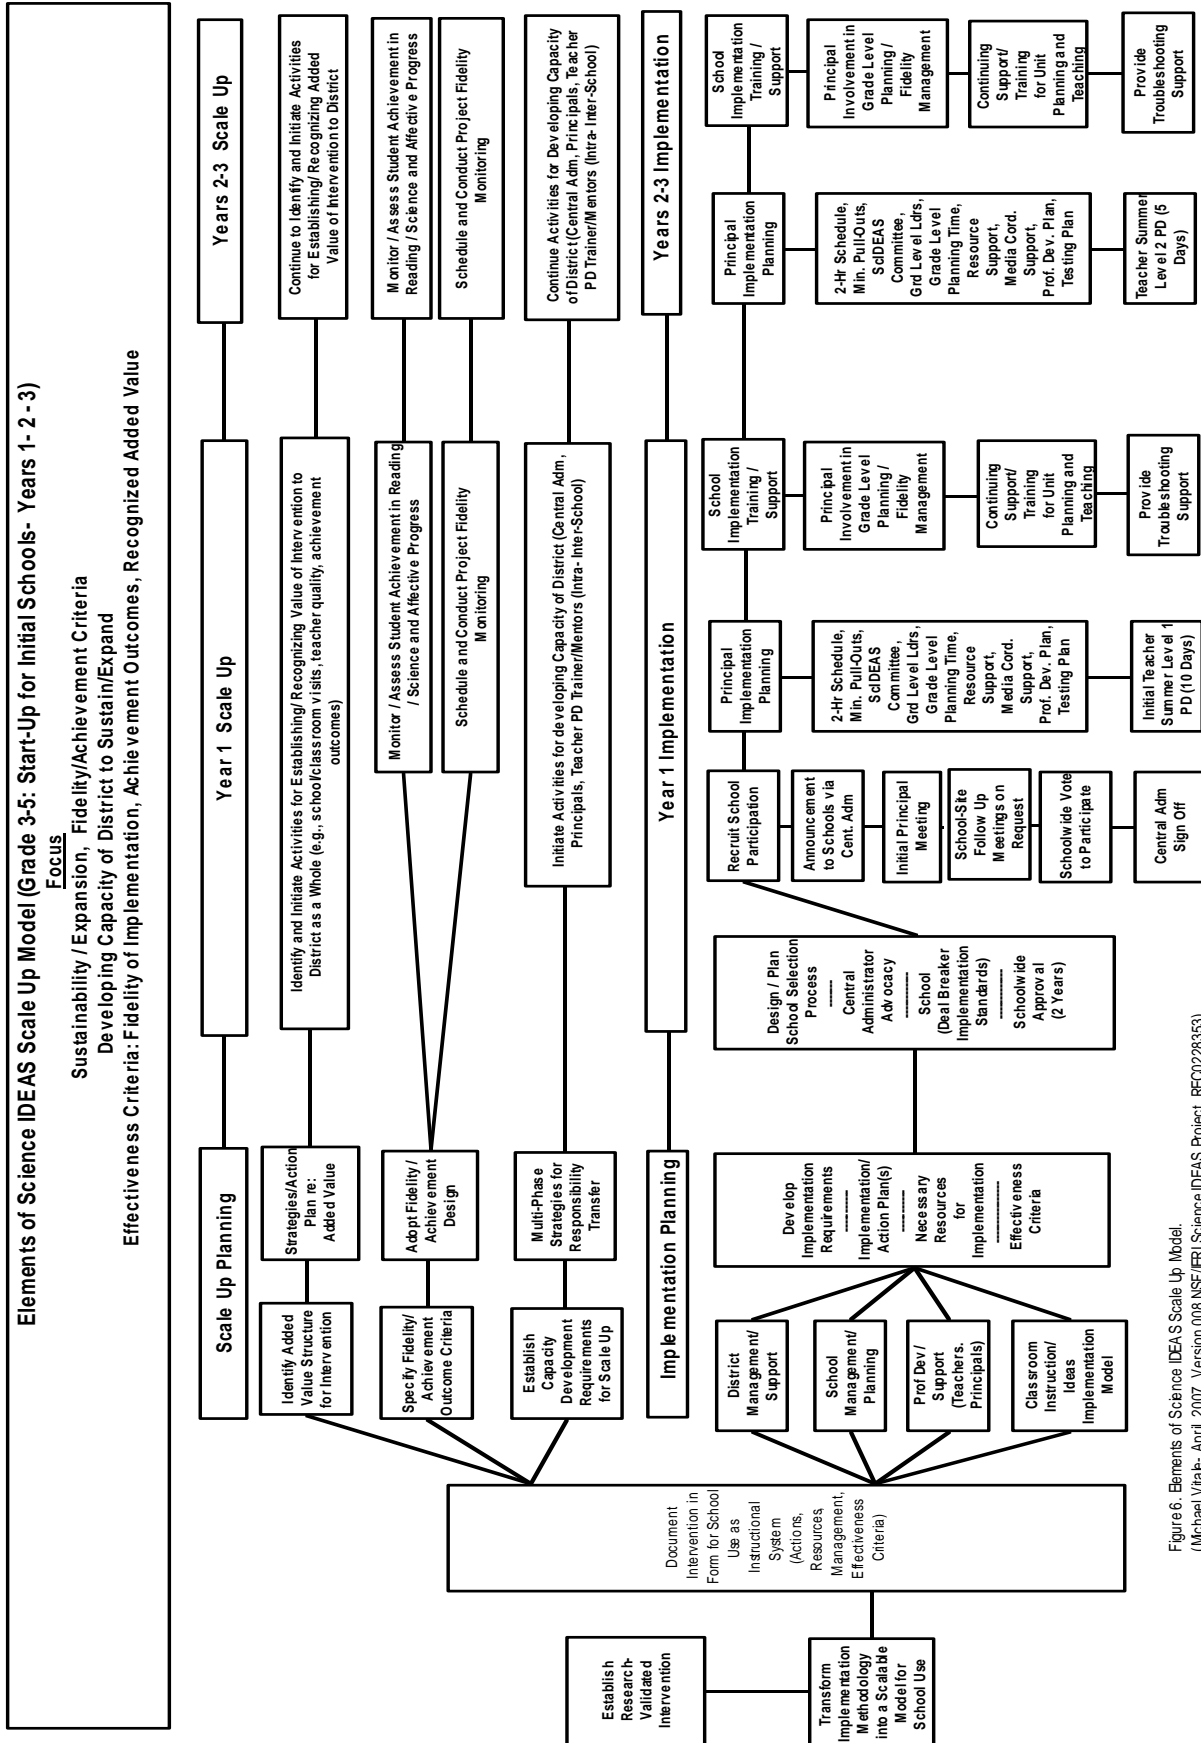 Elements of Science IDEAS Scale Up Model (Grade 3-5: Start-Up for Initial Schools- Years 1- 2 - 3)
Focus
Sustainability / Expansion, Fidelity/Achievement Criteria
Developing Capacity of District to Sustain/Expand
Effectiveness Criteria: Fidelity of Implementation, Achievement Outcomes, Recognized Added Value
Scale Up Planning
Year 1 Scale Up
Years 2-3 Scale Up
Identify Added
Value Structure
for Intervention
Strategies/Action
Plan re:
Added Value
Identify and Initiate Activities for Establishing/ Recognizing Value of Intervention to
District as a Whole (e.g., school/classroom visits, teacher quality, achievement
outcomes)
Continue to Identify and Initiate Activities
for Establishing/ Recognizing Added
Value of Intervention to District
Specify Fidelity/
Achievement
Outcome Criteria
Adopt Fidelity /
Achievement
Design
Monitor / Assess Student Achievement in Reading
/ Science and Affective Progress
Monitor / Assess Student Achievement in
Reading / Science and Affective Progress
Schedule and Conduct Project Fidelity
Monitoring
Schedule and Conduct Project Fidelity
Monitoring
Establish
Capacity
Development
Requirements
for Scale Up
Multi-Phase
Strategies for
Responsibility
Transfer
Initiate Activities for developing Capacity of District (Central Adm,
Principals, Teacher PD Trainer/Mentors (Intra- Inter-School)
Continue Activities for Developing Capacity
of District (Central Adm, Principals, Teacher
PD Trainer/Mentors (Intra- Inter-School)
Establish
Research-
Validated
Intervention
Transform
Implementation
Methodology
into a Scalable
Model for
School Use
Document
Intervention in
Form for School
Use as
Instructional
System
(Actions,
Resources,
Management,
Effectiveness
Criteria)
Implementation Planning
Year 1 Implementation
Years 2-3 Implementation
District
Management/
Support
School
Management/
Planning
Prof Dev /
Support
(Teachers.
Principals)
Classroom
Instruction/
Ideas
Implementation
Model
Develop
Implementation
Requirements
----------
Implementation/
Action Plan(s)
----------
Necessary
Resources
for
Implementation
----------
Effectiveness
Criteria
Design / Plan
School Selection
Process
------
Central
Administrator
Advocacy
----------
School
(Deal Breaker
Implementation
Standards)
----------
Schoolwide
Approval
(2 Years)
Recruit School
Participation
Announcement
to Schools via
Cent. Adm
Initial Principal
Meeting
School-Site
Follow Up
Meetings on
Request
Schoolwide Vote
to Participate
Central Adm
Sign Off
Principal
Implementation
Planning
2-Hr Schedule,
Min. Pull-Outs,
ScIDEAS
Committee,
Grd Level Ldrs,
Grade Level
Planning Time,
Resource
Support,
Media Cord.
Support,
Prof. Dev. Plan,
Testing Plan
Initial Teacher
Summer Level 1
PD (10 Days)
School
Implementation
Training /
Support
Principal
Involvement in
Grade Level
Planning /
Fidelity
Management
Continuing
Support/
Training
for Unit
Planning and
Teaching
Provide
Troubleshooting
Support
Principal
Implementation
Planning
2-Hr Schedule,
Min. Pull-Outs,
ScIDEAS
Committee,
Grd Level Ldrs,
Grade Level
Planning Time,
Resource
Support,
Media Cord.
Support,
Prof. Dev. Plan,
Testing Plan
Teacher Summer
Level 2 PD (5
Days)
School
Implementation
Training /
Support
Principal
Involvement in
Grade Level
Planning /
Fidelity
Management
Continuing
Support/
Training
for Unit
Planning and
Teaching
Provide
Troubleshooting
Support
Figure 6. Elements of Science IDEAS Scale Up Model.
(Michael Vitale- April, 2007, Version 008 NSF/IERI Science IDEAS Project, REC0228353)